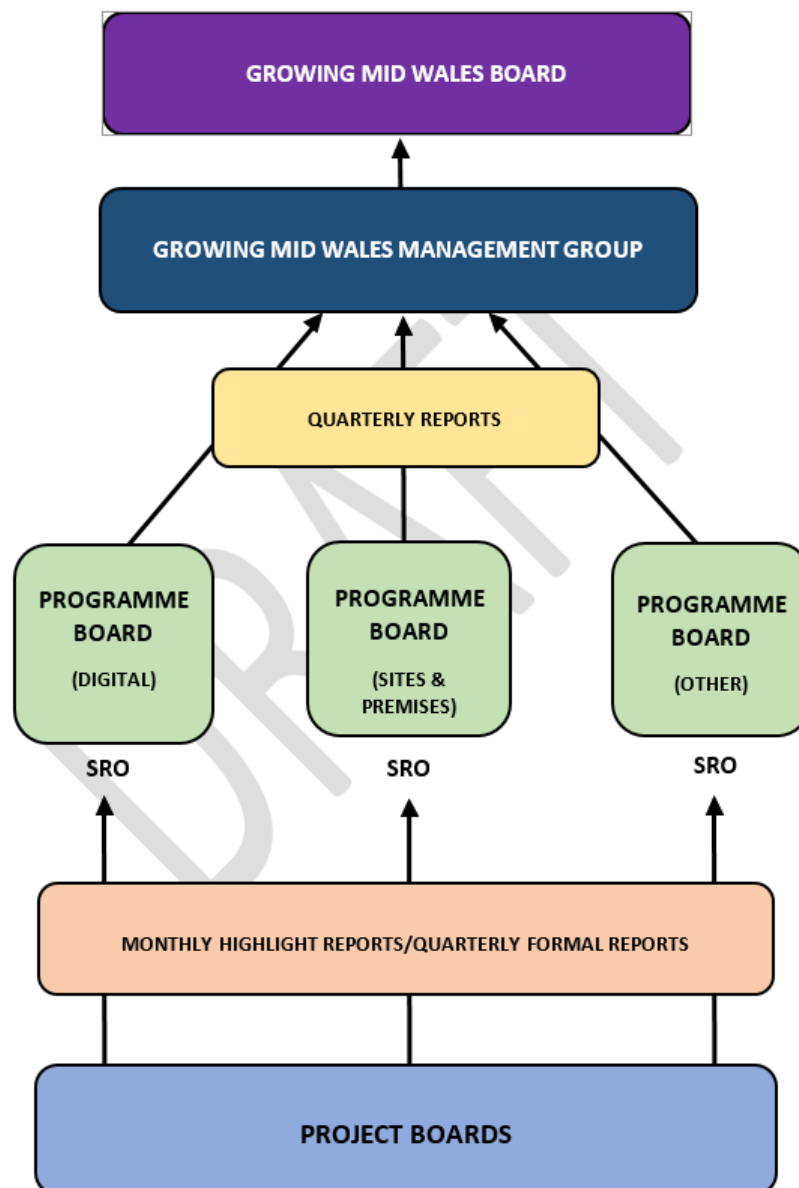 GROWING MID WALES BOARD
GROWING MID WALES MANAGEMENT GROUP
QUARTERLY REPORTS
PROGRAMME
BOARD
(DIGITAL)
PROGRAMME
BOARD
(SITES &
PREMISES)
PROGRAMME
BOARD
(OTHER)
SRO
SRO
SRO
MONTHLY HIGHLIGHT REPORTS/QUARTERLY FORMAL REPORTS
PROJECT BOARDS
DRAFT